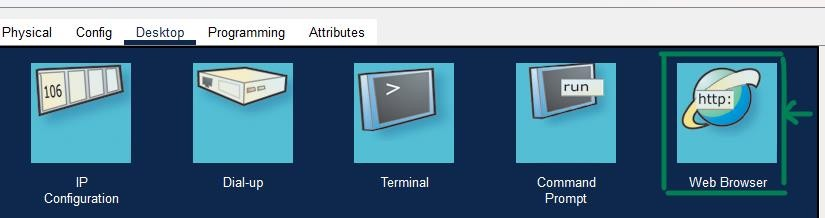 Physical Config Desktop Programming Attributes
106
>
run
http:
IP
Configuration
Dial-up
Terminal
Command
Prompt
Web Browser